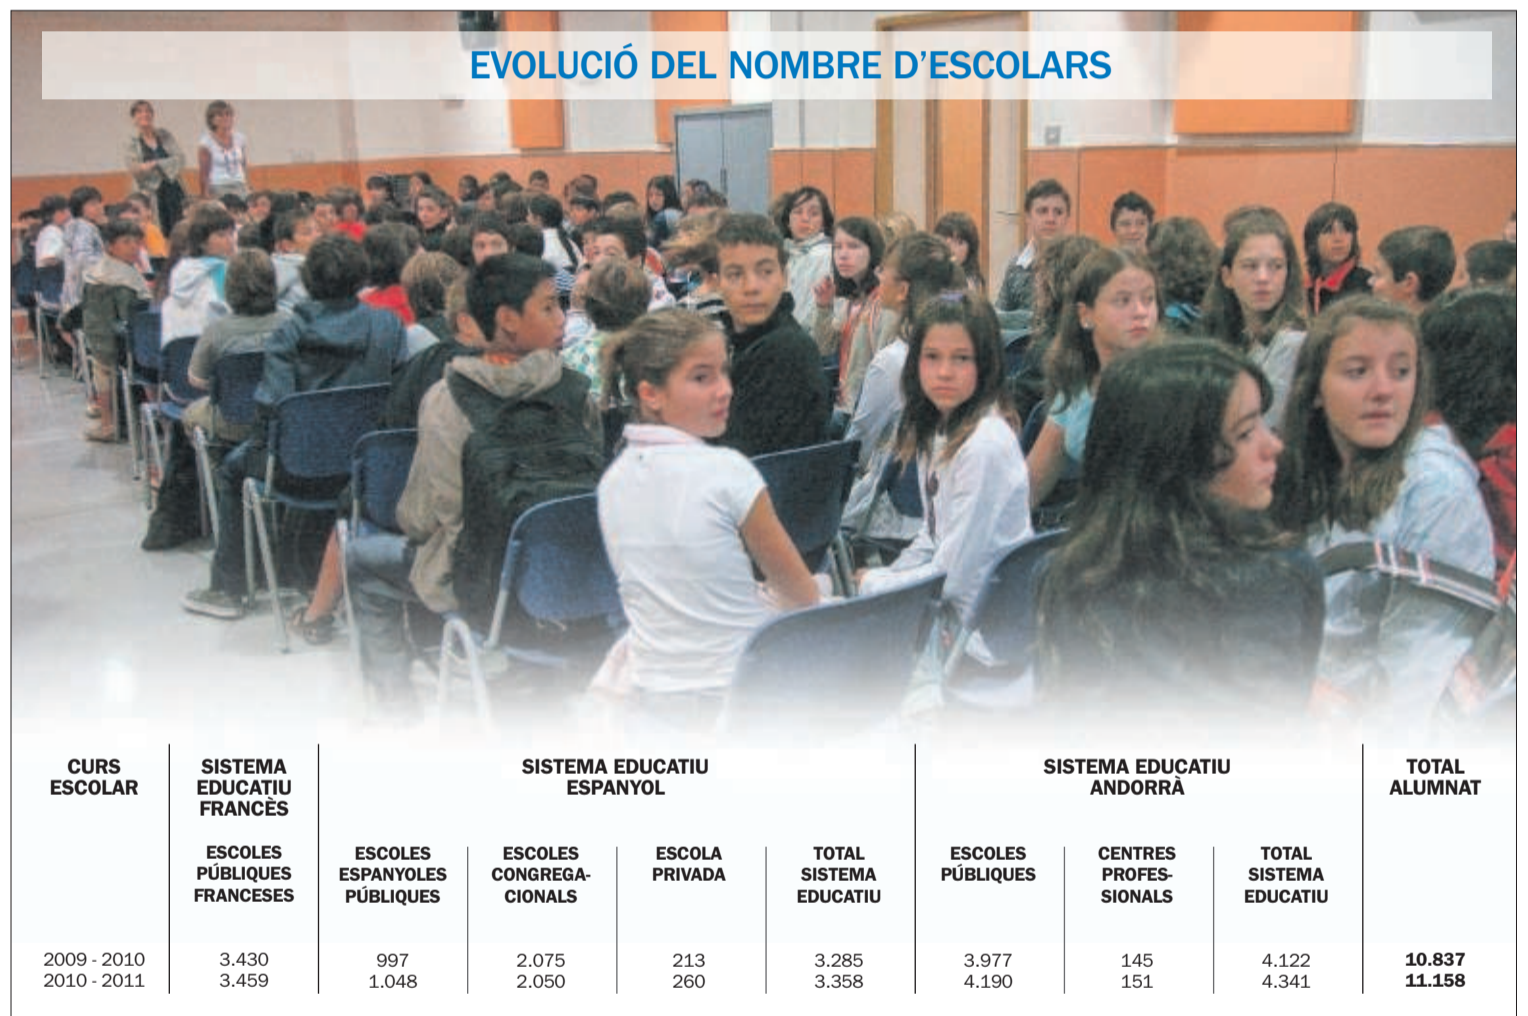 EVOLUCIÓ DEL NOMBRE D'ESCOLARS
CURS
ESCOLAR
SISTEMA
EDUCATIU
FRANCÈS
SISTEMA EDUCATIU
ESPANYOL
SISTEMA EDUCATIU
ANDORRÀ
TOTAL
ALUMNAT
ESCOLES
PÚBLIQUES
FRANCESES
ESCOLES
ESPANYOLES
PÚBLIQUES
ESCOLES
CONGREGA-
CIONALS
ESCOLA
PRIVADA
TOTAL
SISTEMA
EDUCATIU
ESCOLES
PÚBLIQUES
CENTRES
PROFES-
SIONALS
TOTAL
SISTEMA
EDUCATIU
2009 - 2010 3.430 997 2.075 213 3.285 3.977 145 4.122 10.837
2010 - 2011 3.459 1.048 2.050 260 3.358 4.190 151 4.341 11.158